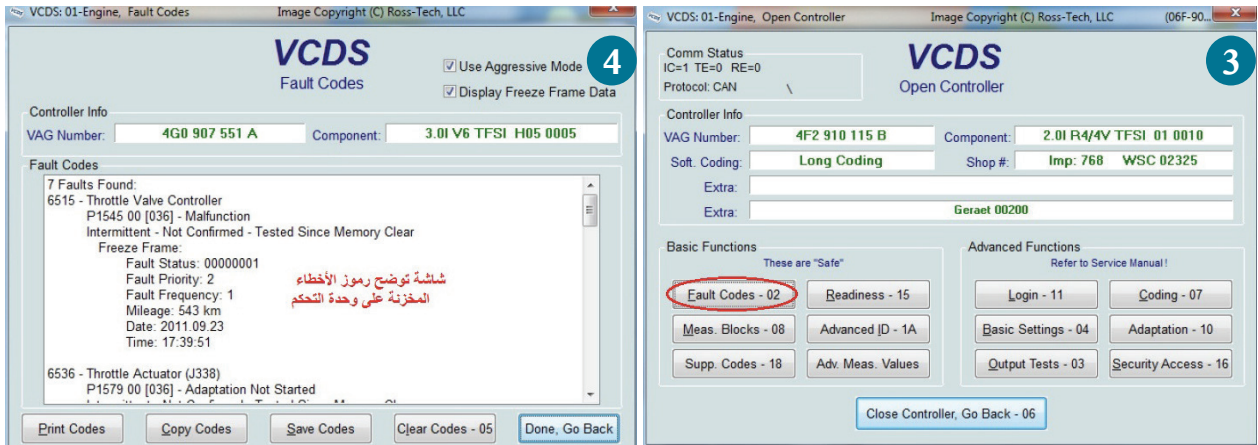 VCDS: 01-Engine, Fault Codes Image Copyright (C) Ross-Tech, LLC
4
VCDS
Fault Codes
Use Aggressive Mode
Display Freeze Frame Data
Controller Info
VAG Number: 4G0 907 551 A Component: 3.0l V6 TFSI H05 0005
Fault Codes
7 Faults Found:
6515 - Throttle Valve Controller
P1545 00 [036] - Malfunction
Intermittent - Not Confirmed - Tested Since Memory Clear
Freeze Frame:
Fault Status: 00000001
Fault Priority: 2
Fault Frequency: 1
Mileage: 543 km
Date: 2011.09.23
Time: 17:39:51
شاشة توضح رموز الأخطاء
المخزنة على وحدة التحكم
6536 - Throttle Actuator (J338)
P1579 00 [036] - Adaptation Not Started
Print Codes Copy Codes Save Codes Clear Codes - 05 Done, Go Back
VCDS: 01-Engine, Open Controller Image Copyright (C) Ross-Tech, LLC (06F-90...
3
Comm Status
IC=1 TE=0 RE=0
Protocol: CAN \
VCDS
Open Controller
Controller Info
VAG Number: 4F2 910 115 B Component: 2.0l R4/4V TFSI 01 0010
Soft. Coding: Long Coding Shop #: Imp: 768 WSC 02325
Extra:
Extra: Geraet 00200
Basic Functions
These are "Safe"
Fault Codes - 02 Readiness - 15
Meas. Blocks - 08 Advanced ID - 1A
Supp. Codes - 18 Adv. Meas. Values
Advanced Functions
Refer to Service Manual!
Login - 11 Coding - 07
Basic Settings - 04 Adaptation - 10
Output Tests - 03 Security Access - 16
Close Controller, Go Back - 06